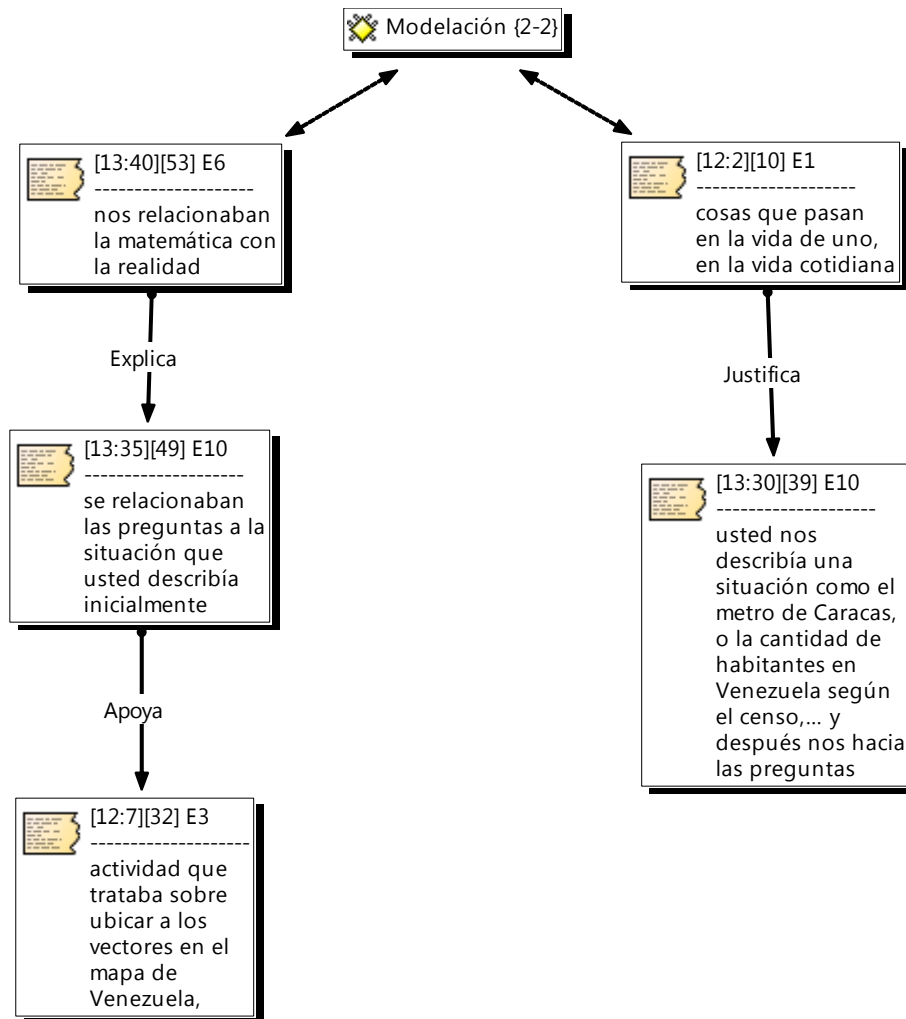 Modelación {2-2}
[13:40][53] E6
--------------------
nos relacionaban
la matemática con
la realidad
[12:2][10] E1
--------------------
cosas que pasan
en la vida de uno,
en la vida cotidiana
Explica
Justifica
[13:35][49] E10
--------------------
se relacionaban
las preguntas a la
situación que
usted describía
inicialmente
[13:30][39] E10
--------------------
usted nos
describía una
situación como el
metro de Caracas,
o la cantidad de
habitantes en
Venezuela según
el censo,... y
después nos hacia
las preguntas
Apoya
[12:7][32] E3
--------------------
actividad que
trataba sobre
ubicar a los
vectores en el
mapa de
Venezuela,